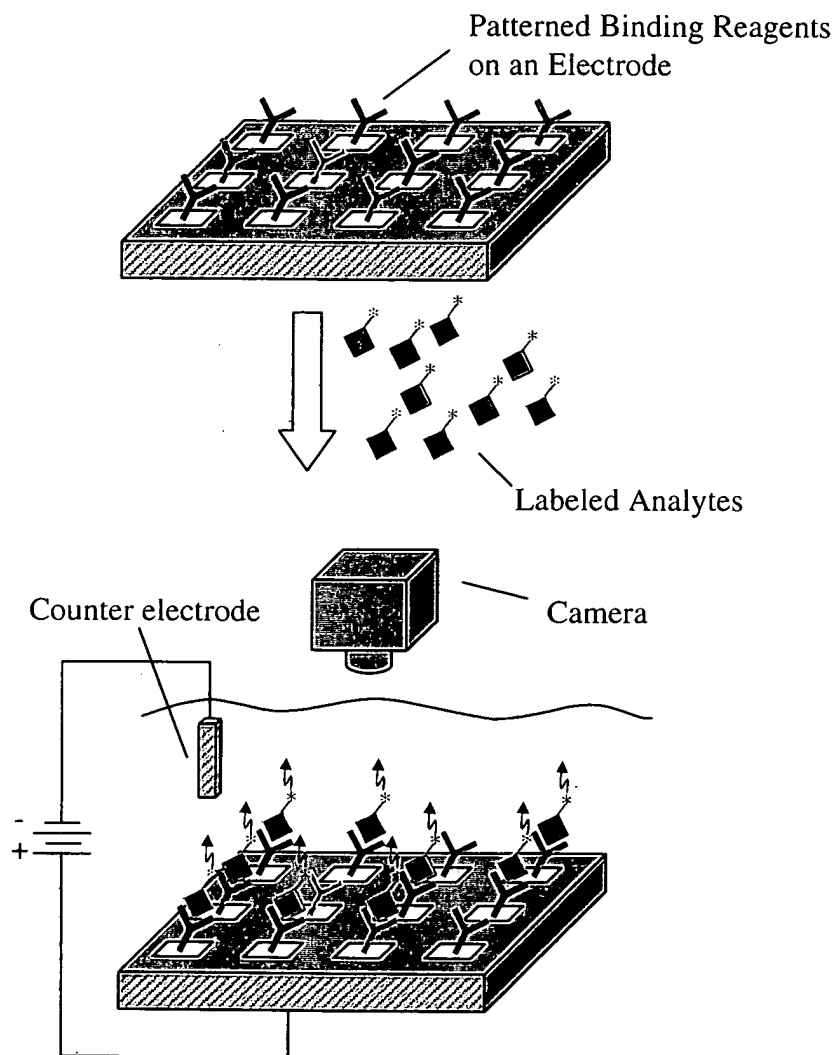 Patterned Binding Reagents
on an Electrode
Labeled Analytes
Counter electrode
Camera
-
+